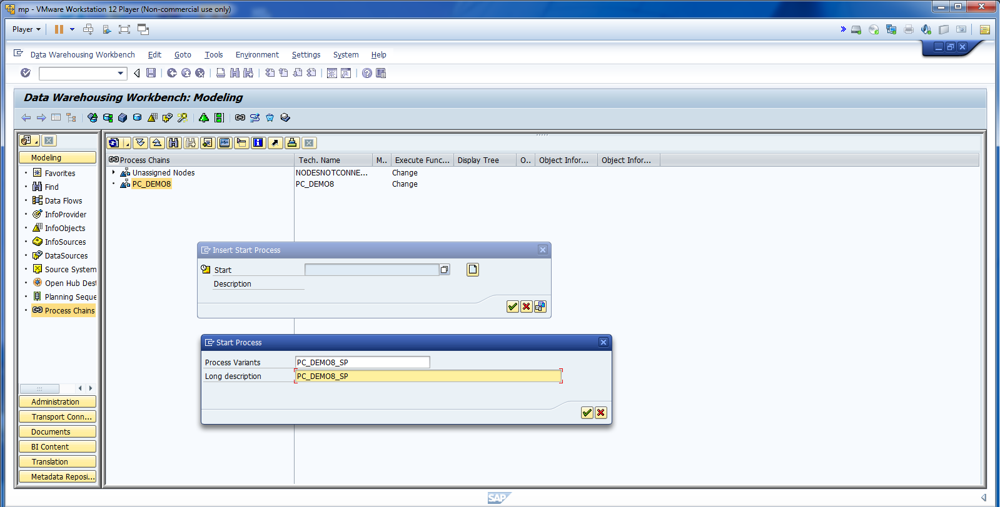 mp - VMware Workstation 12 Player (Non-commercial use only)
Player
Data Warehousing Workbench Edit Goto Tools Environment Settings System Help
Data Warehousing Workbench: Modeling
Modeling
Favorites
Find
Data Flows
InfoProvider
InfoObjects
InfoSources
DataSources
Source System
Open Hub Dest
Planning Seque
Process Chains
Administration
Transport Conn...
Documents
BI Content
Translation
Metadata Reposi...
Process Chains Tech. Name M.. Execute Func... Display Tree O.. Object Infor... Object Infor...
Unassigned Nodes NODESNOTCONNE... Change
PC_DEMO8 PC_DEMO8 Change
Insert Start Process
Start
Description
Start Process
Process Variants PC_DEMO8_SP
Long description PC_DEMO8_SP
SAP